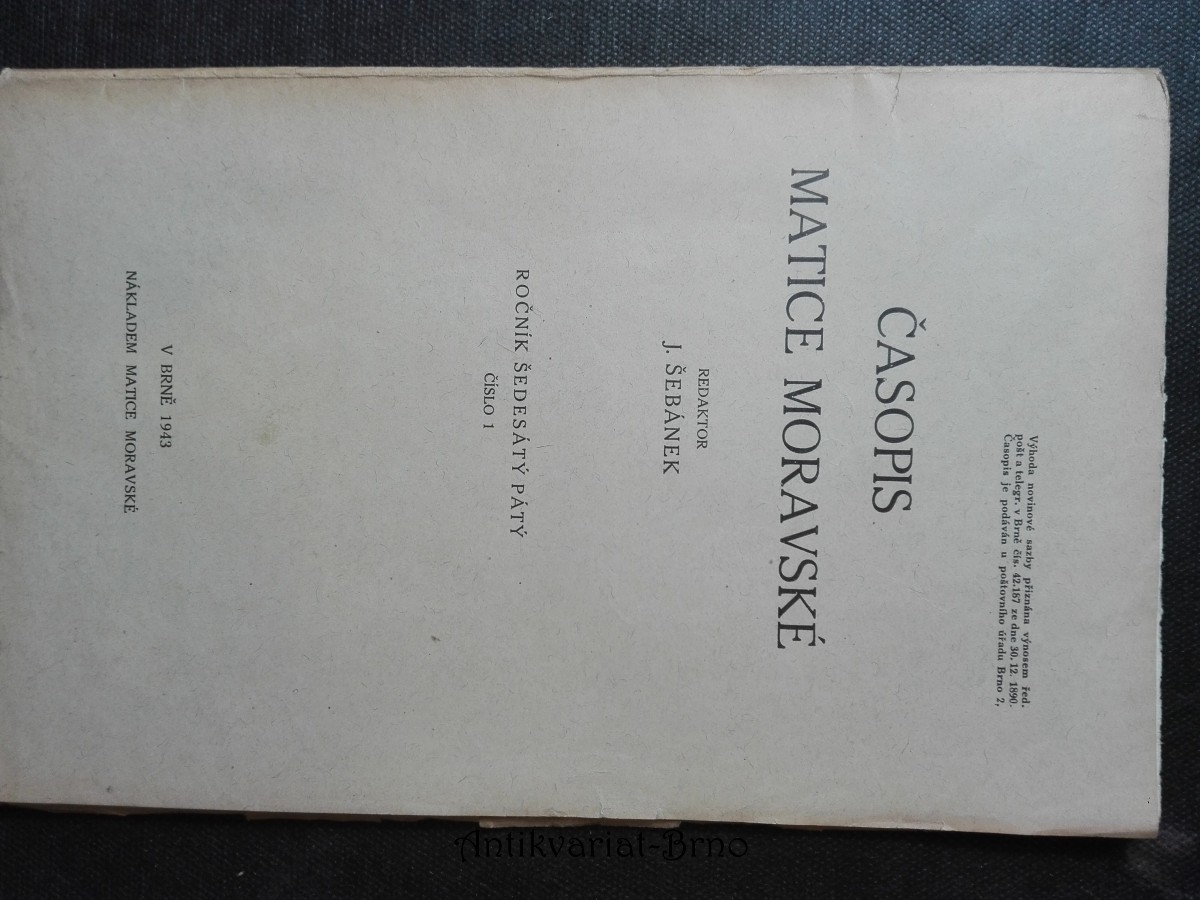 Výhoda novinové sazby přiznána výnosem řed.
pošt a telegr. v Brně čís. 42.187 ze dne 30. 12. 1890.
Časopis je podáván u poštovního úřadu Brno 2,
ČASOPIS
MATICE MORAVSKÉ
REDAKTOR
J. ŠEBÁNEK
ROČNÍK ŠEDESÁTÝ PÁTÝ
ČÍSLO 1
V BRNĚ 1943
NÁKLADEM MATICE MORAVSKÉ
Antikvariat-Brno